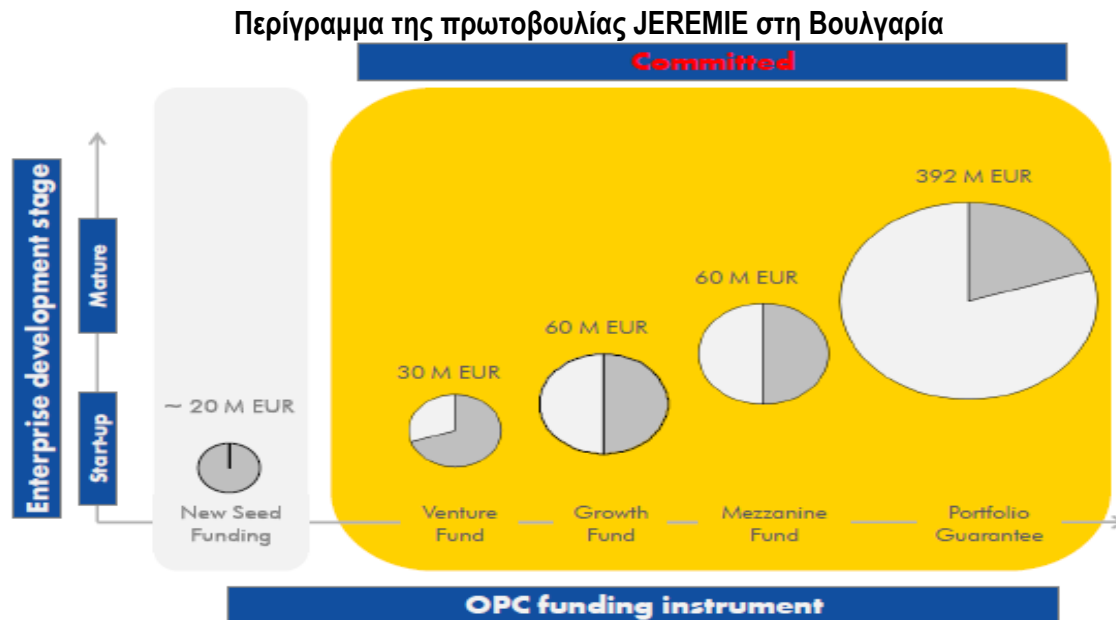 Περίγραμμα της πρωτοβουλίας JEREMIE στη Βουλγαρία
Committed
Enterprise development stage
Mature
Start-up
~ 20 M EUR
30 M EUR
60 M EUR
60 M EUR
392 M EUR
New Seed
Funding
Venture
Fund
Growth
Fund
Mezzanine
Fund
Portfolio
Guarantee
OPC funding instrument